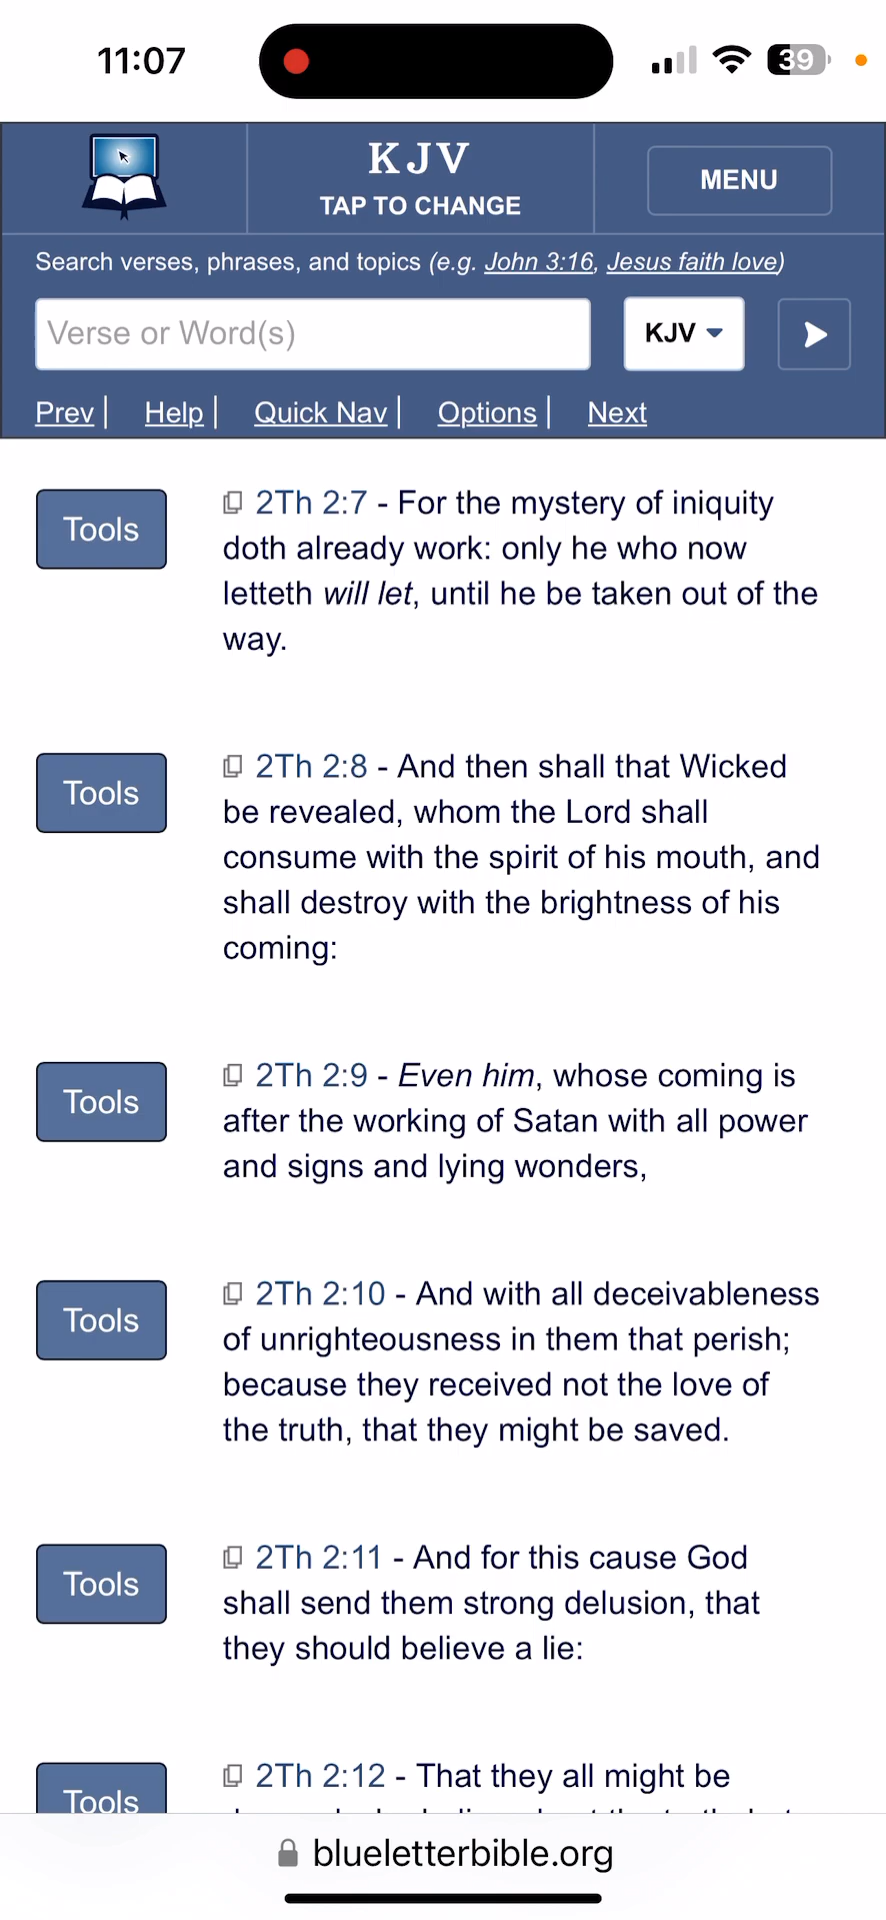 11:07
39
KJV
TAP TO CHANGE
MENU
Search verses, phrases, and topics (e.g. John 3:16, Jesus faith love)
Verse or Word(s)
KJV
Prev | Help | Quick Nav | Options | Next
Tools
2Th 2:7 - For the mystery of iniquity
doth already work: only he who now
letteth will let, until he be taken out of the
way.
Tools
2Th 2:8 - And then shall that Wicked
be revealed, whom the Lord shall
consume with the spirit of his mouth, and
shall destroy with the brightness of his
coming:
Tools
2Th 2:9 - Even him, whose coming is
after the working of Satan with all power
and signs and lying wonders,
Tools
2Th 2:10 - And with all deceivableness
of unrighteousness in them that perish;
because they received not the love of
the truth, that they might be saved.
Tools
2Th 2:11 - And for this cause God
shall send them strong delusion, that
they should believe a lie:
Tools
2Th 2:12 - That they all might be
blueletterbible.org